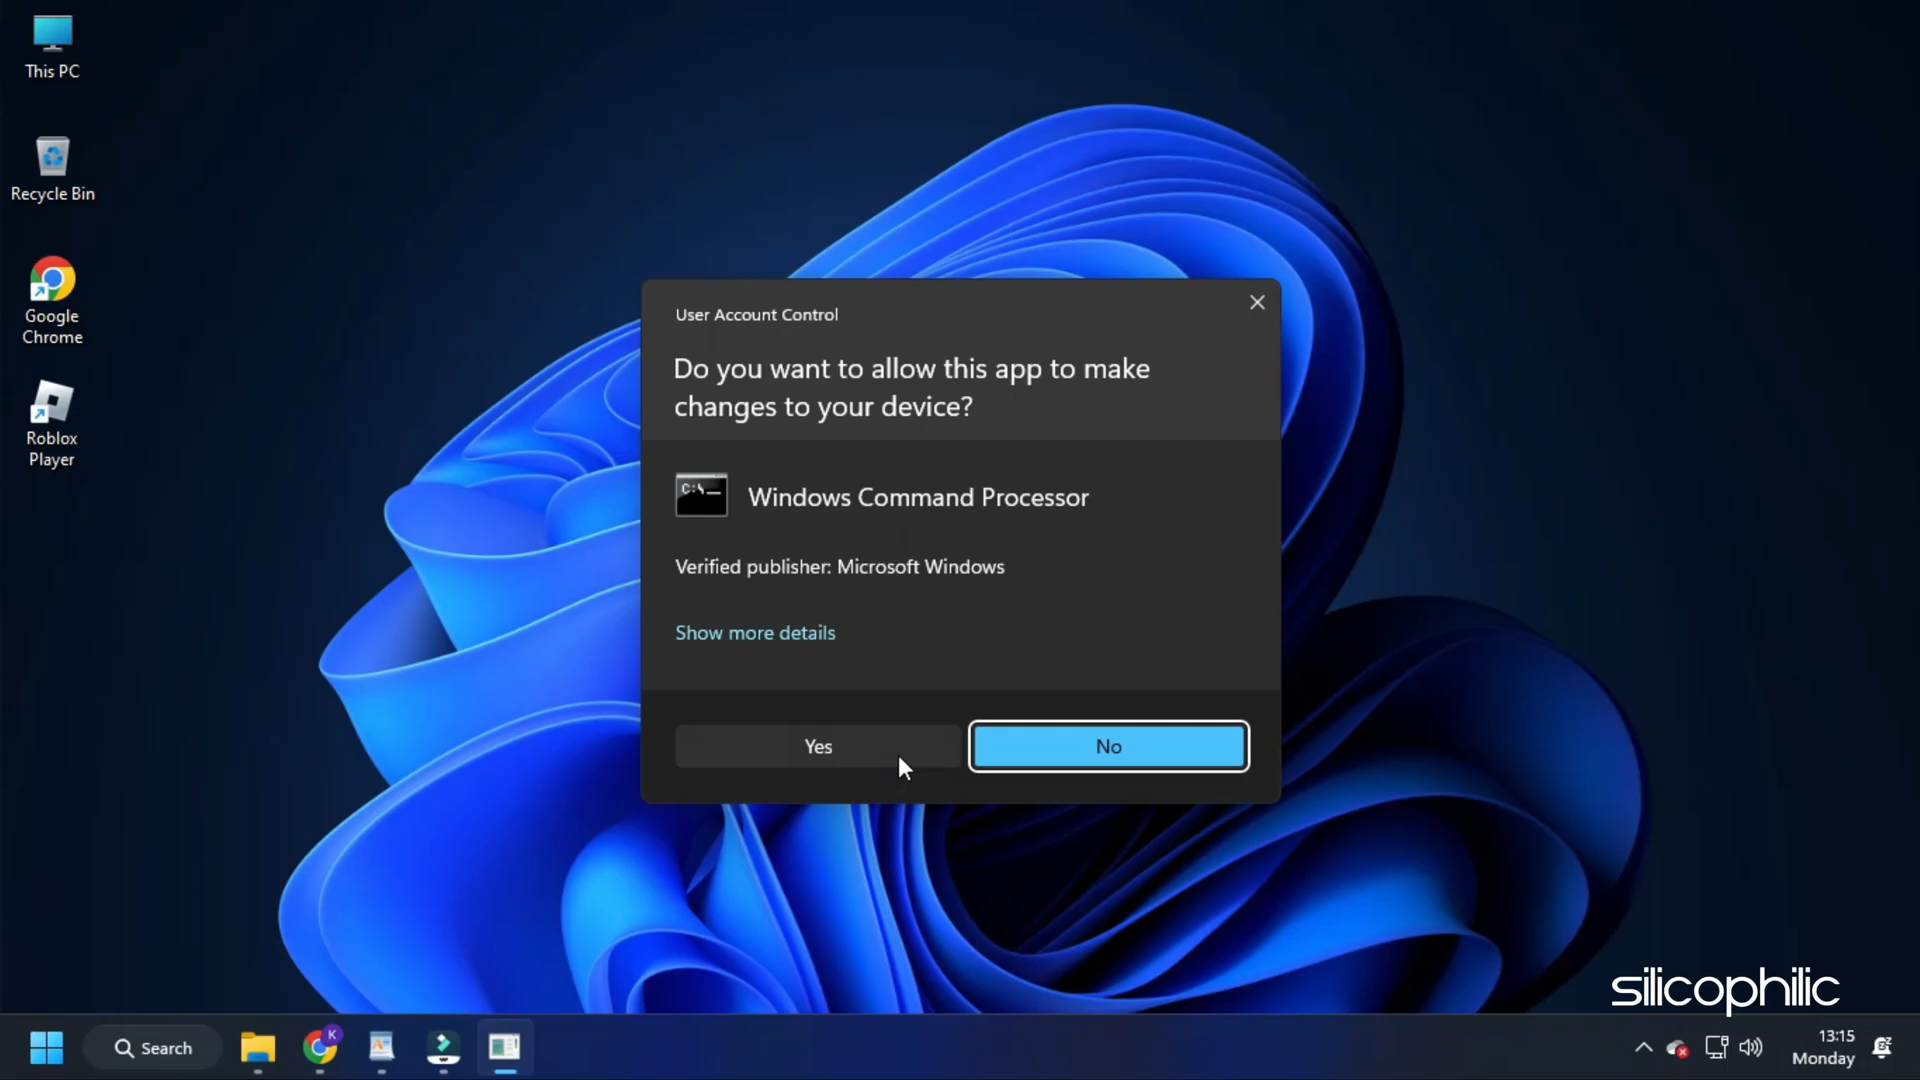 This PC
Recycle Bin
Google
Chrome
Roblox
Player
User Account Control
Do you want to allow this app to make
changes to your device?
C:\_
Windows Command Processor
Verified publisher: Microsoft Windows
Show more details
Yes
No
silicophilic
Search
K
13:15
Monday